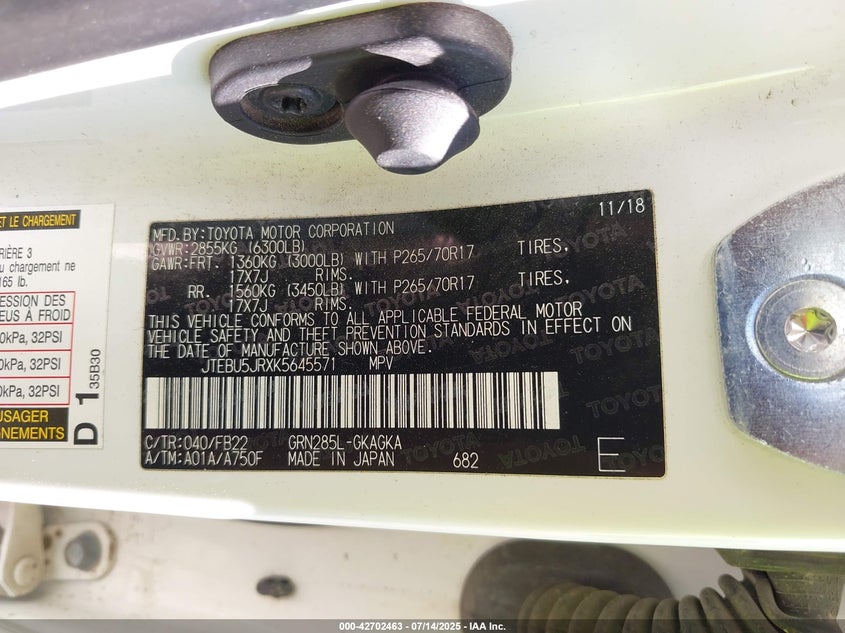 ET LE CHARGEMENT
RIÈRE 3
u chargement ne
165 lb.
ESSION DES
EUS À FROID
0kPa, 32PSI
0kPa, 32PSI
kPa, 32PSI
USAGER
GNEMENTS
D 1 35B30
11/18
MFD. BY: TOYOTA MOTOR CORPORATION
GVWR: 2855KG (6300LB)
GAWR-FRT. 1360KG (3000LB) WITH P265/70R17 TIRES,
17X7J RIMS.
RR. 1560KG (3450LB) WITH P265/70R17 TIRES,
17X7J RIMS.
THIS VEHICLE CONFORMS TO ALL APPLICABLE FEDERAL MOTOR
VEHICLE SAFETY AND THEFT PREVENTION STANDARDS IN EFFECT ON
THE DATE OF MANUFACTURE SHOWN ABOVE.
JTEBU5JRXK5645571 MPV
C/TR: 040/FB22 GRN285L-GKAGKA
A/TM: A01A/A750F MADE IN JAPAN 682 E
000-42702463 - 07/14/2025 - IAA Inc.